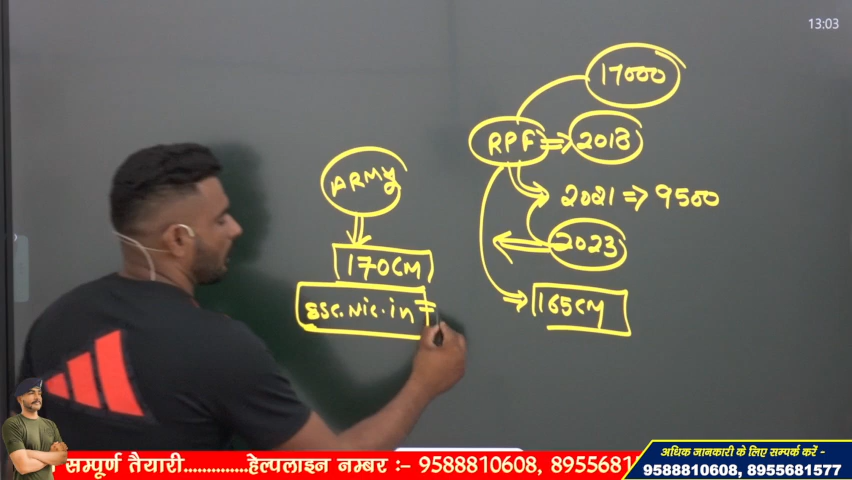 13:03
17000
RPF => 2018
ARMY
2021 => 9500
2023
170CM
165CM
SSC.Nic.in =
सम्पूर्ण तैयारी..............हेल्पलाइन नम्बर :- 9588810608, 89556815
अधिक जानकारी के लिए सम्पर्क करें -
9588810608, 8955681577